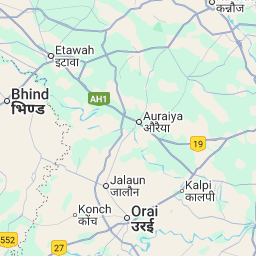 कन्नौज
Etawah
इटावा
Bhind
भिण्ड
AH1
Auraiya
औरैया
19
Jalaun
जालौन
Kalpi
कालपी
Konch
कोंच
Orai
उरई
552
27